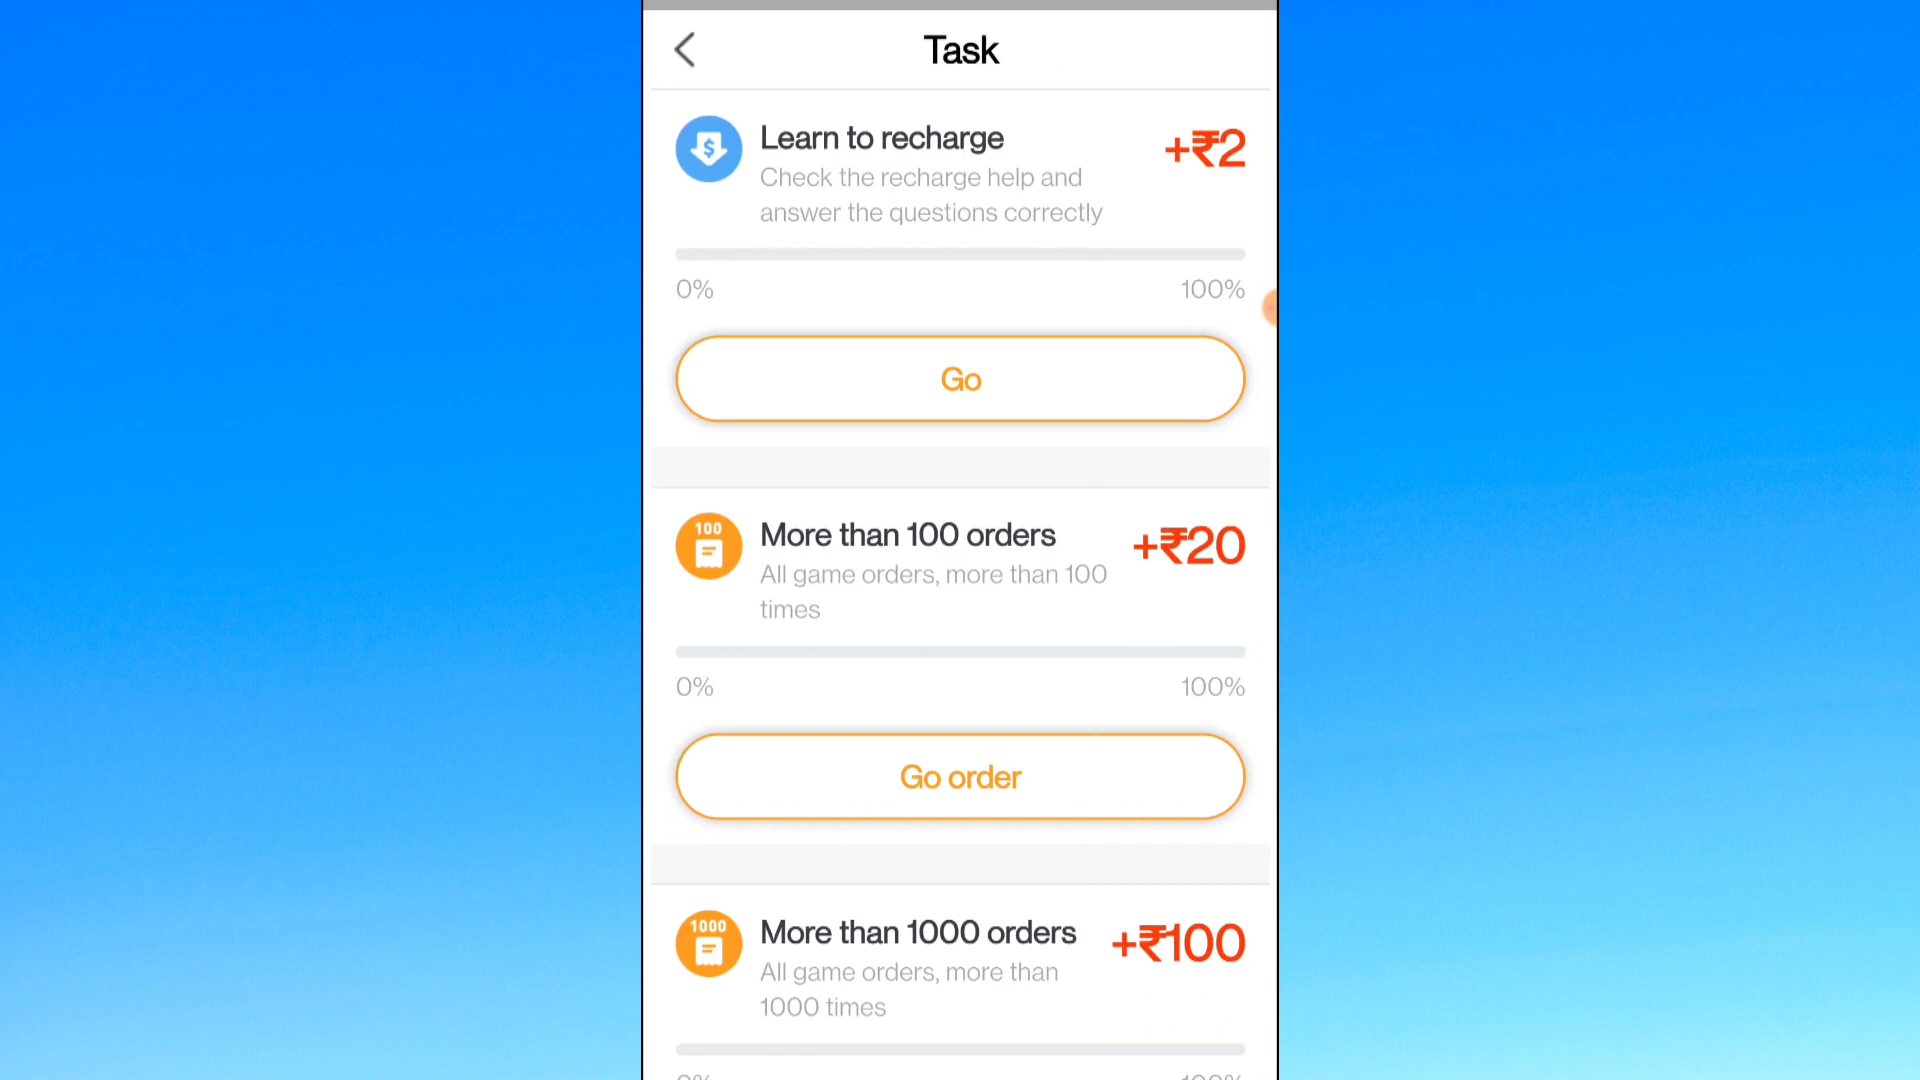 Task
Learn to recharge
+₹2
Check the recharge help and
answer the questions correctly
0%
100%
Go
100
More than 100 orders
+₹20
All game orders, more than 100
times
0%
100%
Go order
1000
More than 1000 orders
+₹100
All game orders, more than
1000 times
0%
100%